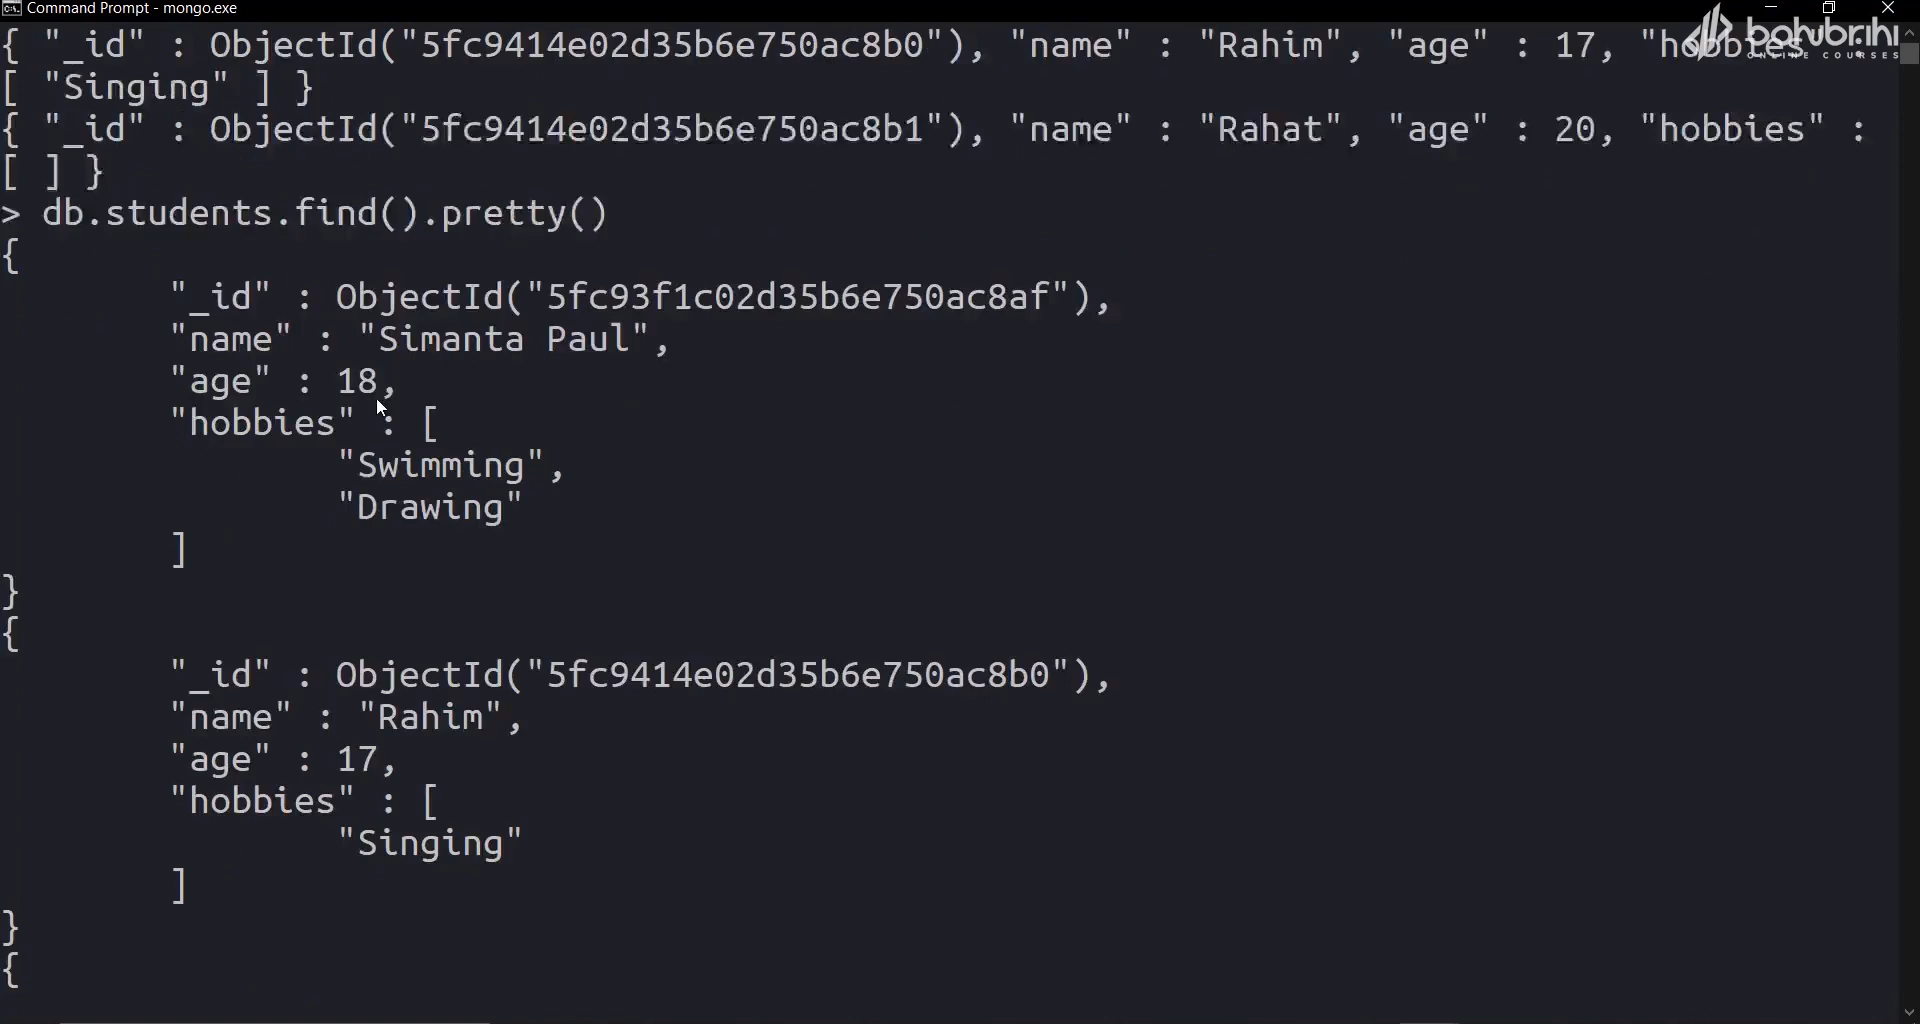 Command Prompt - mongo.exe
bohubrihi
ONLINE COURSES
{ "_id" : ObjectId("5fc9414e02d35b6e750ac8b0"), "name" : "Rahim", "age" : 17, "hobbies
[ "Singing" ] }
{ "_id" : ObjectId("5fc9414e02d35b6e750ac8b1"), "name" : "Rahat", "age" : 20, "hobbies" :
[ ] }
> db.students.find().pretty()
{
"_id" : ObjectId("5fc93f1c02d35b6e750ac8af"),
"name" : "Simanta Paul",
"age" : 18,
"hobbies" : [
"Swimming",
"Drawing"
]
}
{
"_id" : ObjectId("5fc9414e02d35b6e750ac8b0"),
"name" : "Rahim",
"age" : 17,
"hobbies" : [
"Singing"
]
}
{